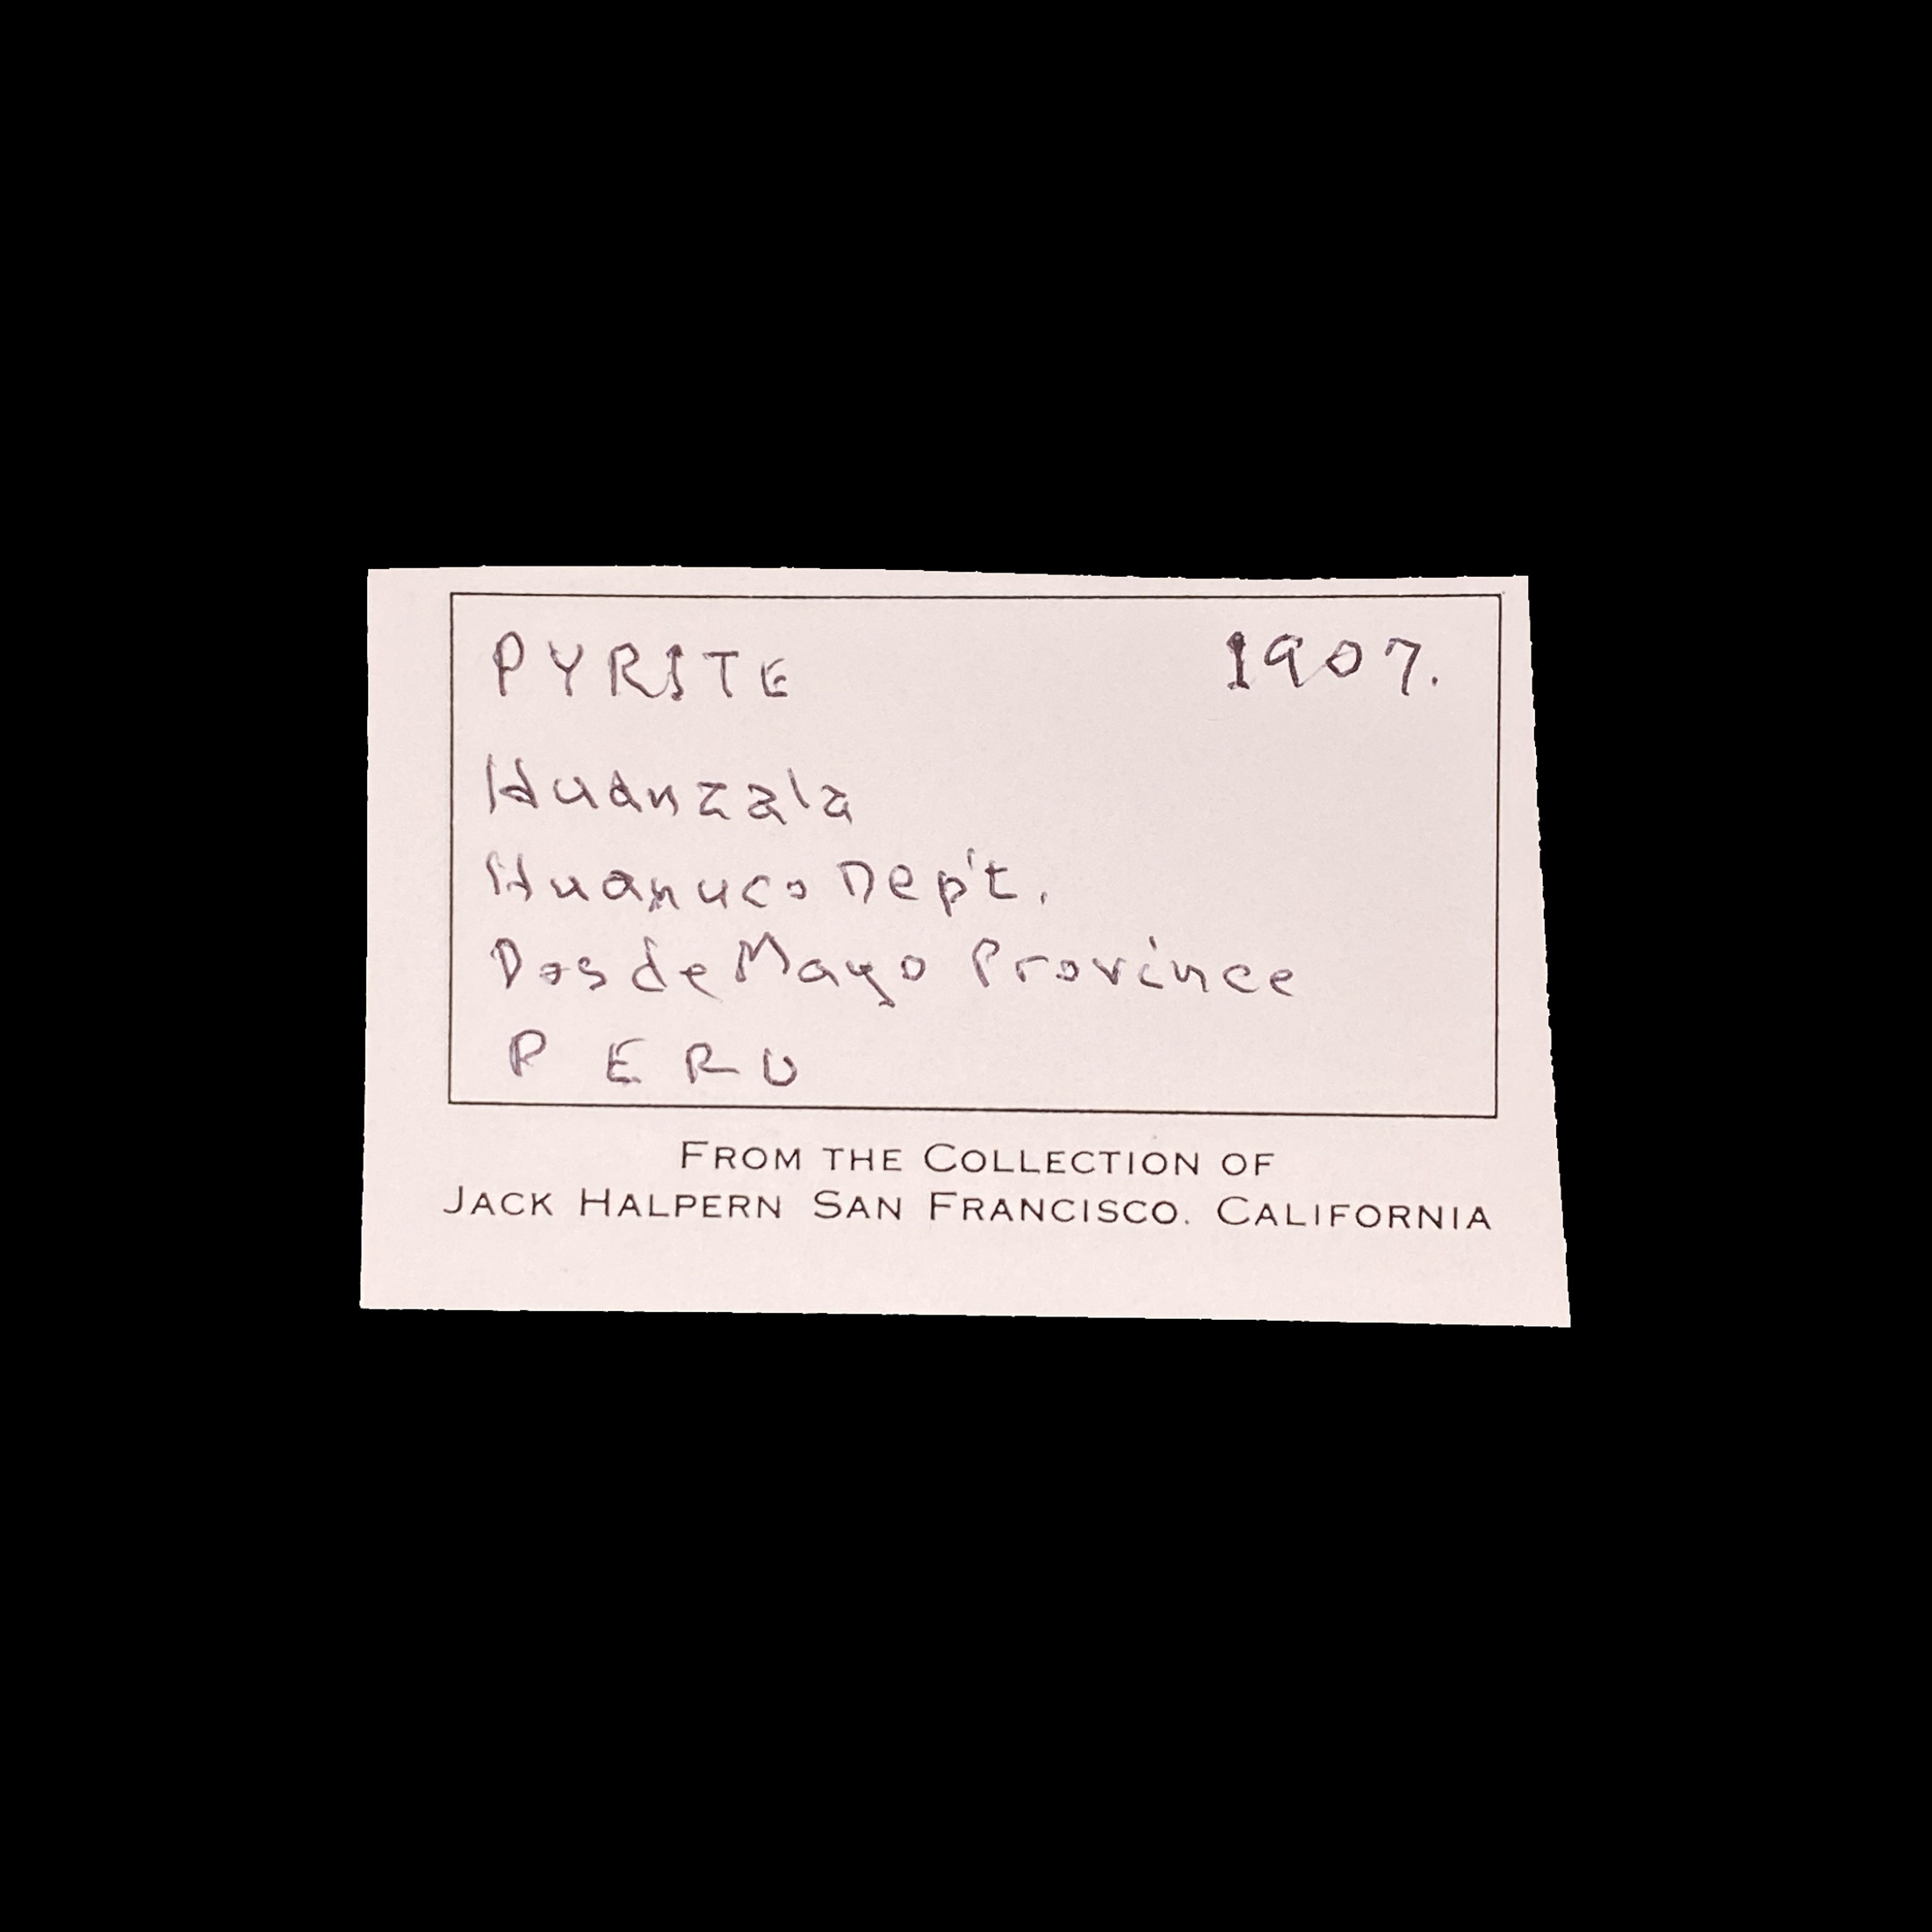 PYRITE 1907.
Huanzala
Huanuco Dep't.
Dos de Mayo Province
PERU
FROM THE COLLECTION OF
JACK HALPERN SAN FRANCISCO. CALIFORNIA